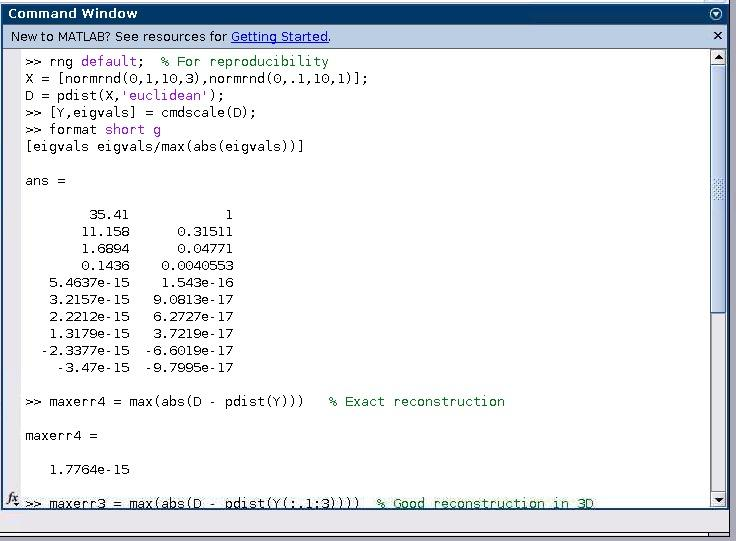 Command Window
New to MATLAB? See resources for Getting Started.
>> rng default;  % For reproducibility
X = [normrnd(0,1,10,3),normrnd(0,.1,10,1)];
D = pdist(X,'euclidean');
>> [Y,eigvals] = cmdscale(D);
>> format short g
[eigvals eigvals/max(abs(eigvals))]
ans =
35.41 1
11.158 0.31511
1.6894 0.04771
0.1436 0.0040553
5.4637e-15 1.543e-16
3.2157e-15 9.0813e-17
2.2212e-15 6.2727e-17
1.3179e-15 3.7219e-17
-2.3377e-15 -6.6019e-17
-3.47e-15 -9.7995e-17
>> maxerr4 = max(abs(D - pdist(Y)))   % Exact reconstruction
maxerr4 =
1.7764e-15
fx >> maxerr3 = max(abs(D - pdist(Y(:,1:3))))  % Good reconstruction in 3D